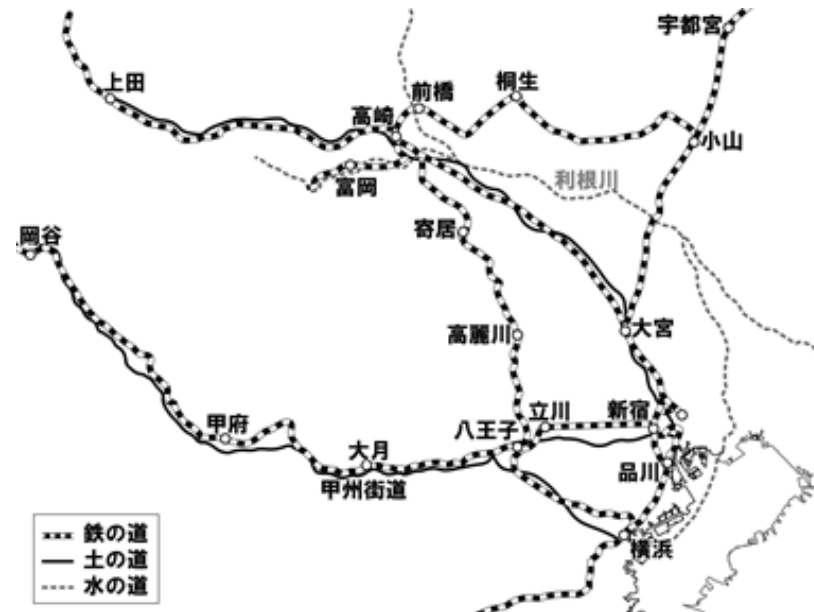 宇都宮
上田
前橋
桐生
高崎
小山
富岡
利根川
寄居
岡谷
高麗川
大宮
甲府
大月
甲州街道
八王子
立川
新宿
品川
横浜
鉄の道
土の道
水の道